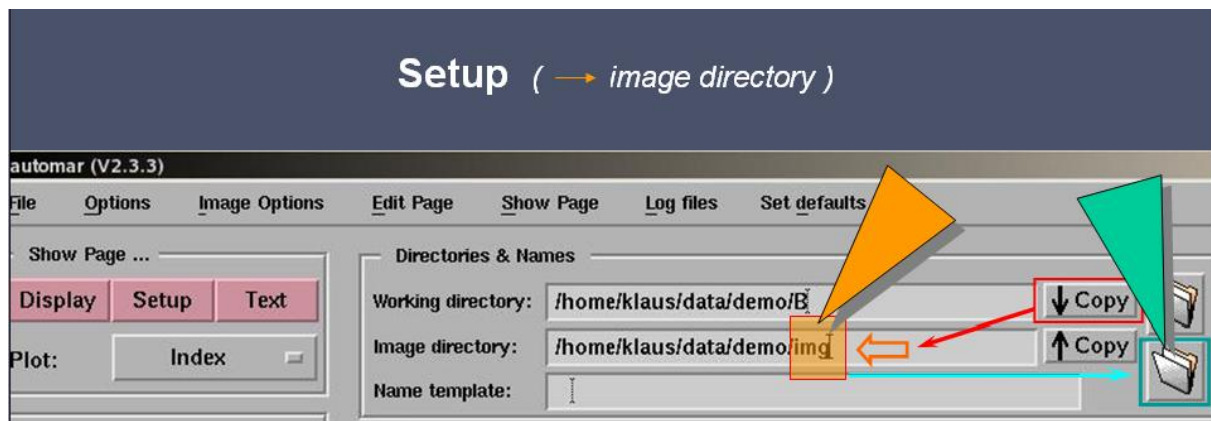 Setup ( → image directory )
automar (V2.3.3)
File Options Image Options Edit Page Show Page Log files Set defaults
Show Page ...
Display Setup Text
Plot: Index
Directories & Names
Working directory: /home/klaus/data/demo/B Copy
Image directory: /home/klaus/data/demo/img Copy
Name template: